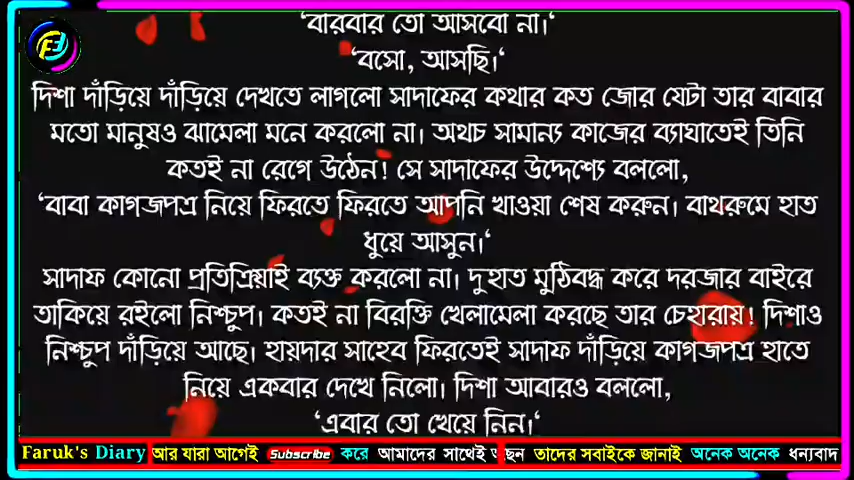 'বারবার তো আসবো না।'
'বসো, আসছি।'
দিশা দাঁড়িয়ে দাঁড়িয়ে দেখতে লাগলো সাদাফের কথার কত জোর যেটা তার বাবার
মতো মানুষও ঝামেলা মনে করলো না। অথচ সামান্য কাজের ব্যাঘাতেই তিনি
কতই না রেগে উঠেন! সে সাদাফের উদ্দেশ্যে বললো,
'বাবা কাগজপত্র নিয়ে ফিরতে ফিরতে আপনি খাওয়া শেষ করুন। বাথরুমে হাত
ধুয়ে আসুন।'
সাদাফ কোনো প্রতিক্রিয়াই ব্যক্ত করলো না। দুহাত মুঠিবদ্ধ করে দরজার বাইরে
তাকিয়ে রইলো নিশ্চুপ। কতই না বিরক্তি খেলামেলা করছে তার চেহারায়! দিশাও
নিশ্চুপ দাঁড়িয়ে আছে। হায়দার সাহেব ফিরতেই সাদাফ দাঁড়িয়ে কাগজপত্র হাতে
নিয়ে একবার দেখে নিলো। দিশা আবারও বললো,
'এবার তো খেয়ে নিন।'
Faruk's Diary আর যারা আগেই Subscribe করে আমাদের সাথেই তাদের সবাইকে জানাই অনেক অনেক ধন্যবাদ